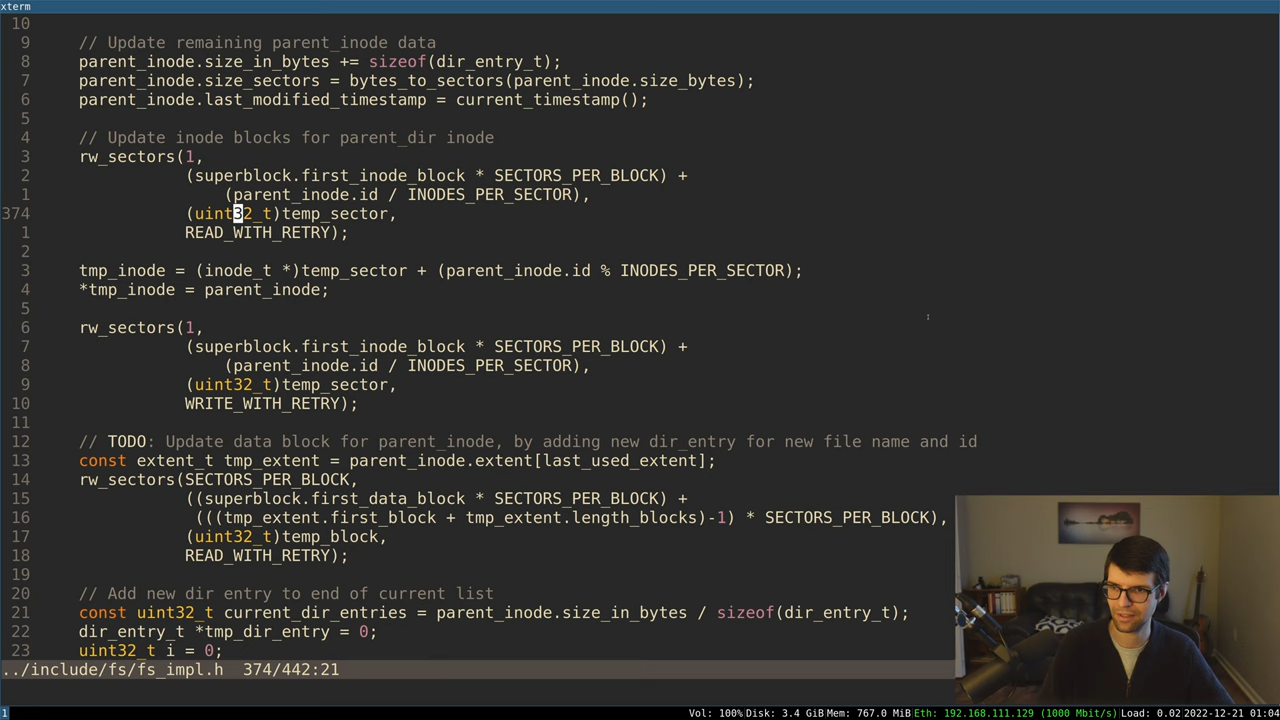 xterm
10
9 // Update remaining parent_inode data
8 parent_inode.size_in_bytes += sizeof(dir_entry_t);
7 parent_inode.size_sectors = bytes_to_sectors(parent_inode.size_bytes);
6 parent_inode.last_modified_timestamp = current_timestamp();
5
4 // Update inode blocks for parent_dir inode
3 rw_sectors(1,
2 (superblock.first_inode_block * SECTORS_PER_BLOCK) +
1 (parent_inode.id / INODES_PER_SECTOR),
374 (uint32_t)temp_sector,
1 READ_WITH_RETRY);
2
3 tmp_inode = (inode_t *)temp_sector + (parent_inode.id % INODES_PER_SECTOR);
4 *tmp_inode = parent_inode;
5
6 rw_sectors(1,
7 (superblock.first_inode_block * SECTORS_PER_BLOCK) +
8 (parent_inode.id / INODES_PER_SECTOR),
9 (uint32_t)temp_sector,
10 WRITE_WITH_RETRY);
11
12 // TODO: Update data block for parent_inode, by adding new dir_entry for new file name and id
13 const extent_t tmp_extent = parent_inode.extent[last_used_extent];
14 rw_sectors(SECTORS_PER_BLOCK,
15 ((superblock.first_data_block * SECTORS_PER_BLOCK) +
16 (((tmp_extent.first_block + tmp_extent.length_blocks)-1) * SECTORS_PER_BLOCK),
17 (uint32_t)temp_block,
18 READ_WITH_RETRY);
19
20 // Add new dir entry to end of current list
21 const uint32_t current_dir_entries = parent_inode.size_in_bytes / sizeof(dir_entry_t);
22 dir_entry_t *tmp_dir_entry = 0;
23 uint32_t i = 0;
../include/fs/fs_impl.h 374/442:21
1 Vol: 100% Disk: 3.4 GiB Mem: 767.0 MiB Eth: 192.168.111.129 (1000 Mbit/s) Load: 0.02 2022-12-21 01:04